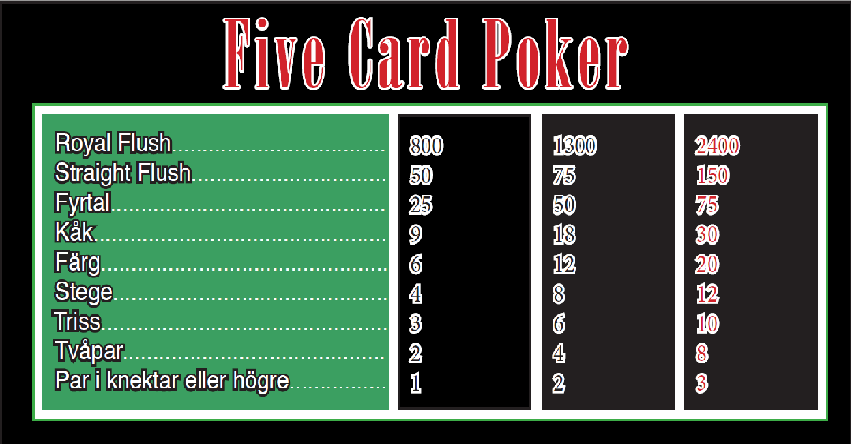 Five Card Poker
Royal Flush 800 1300 2400
Straight Flush 50 75 150
Fyrtal 25 50 75
Kåk 9 18 30
Färg 6 12 20
Stege 4 8 12
Triss 3 6 10
Tvåpar 2 4 8
Par i knektar eller högre 1 2 3